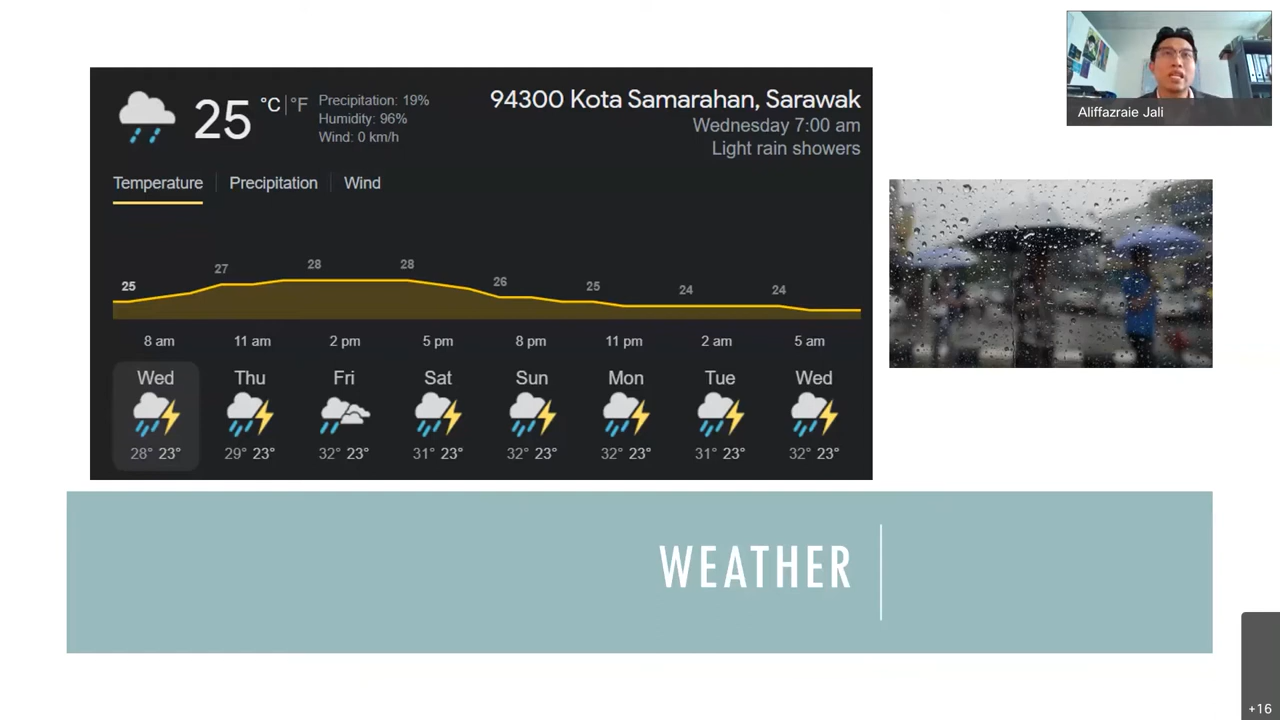 25 °C | °F
Precipitation: 19%
Humidity: 96%
Wind: 0 km/h
94300 Kota Samarahan, Sarawak
Wednesday 7:00 am
Light rain showers
Temperature Precipitation Wind
25 27 28 28 26 25 24 24
8 am 11 am 2 pm 5 pm 8 pm 11 pm 2 am 5 am
Wed Thu Fri Sat Sun Mon Tue Wed
28° 23° 29° 23° 32° 23° 31° 23° 32° 23° 32° 23° 31° 23° 32° 23°
WEATHER
Aliffazraie Jali
+16